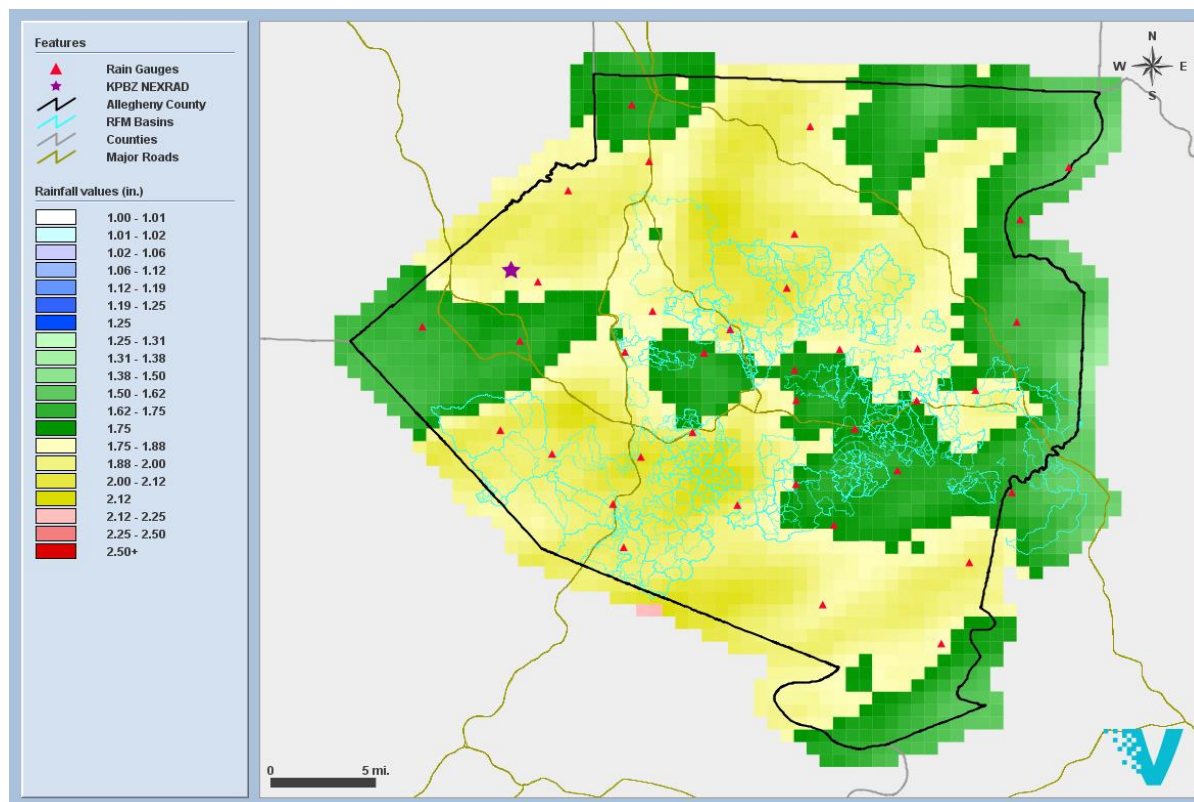 Features
Rain Gauges
KPBZ NEXRAD
Allegheny County
RFM Basins
Counties
Major Roads
Rainfall values (in.)
1.00 - 1.01
1.01 - 1.02
1.02 - 1.06
1.06 - 1.12
1.12 - 1.19
1.19 - 1.25
1.25
1.25 - 1.31
1.31 - 1.38
1.38 - 1.50
1.50 - 1.62
1.62 - 1.75
1.75
1.75 - 1.88
1.88 - 2.00
2.00 - 2.12
2.12
2.12 - 2.25
2.25 - 2.50
2.50+
N
W E
S
0 5 mi.
V